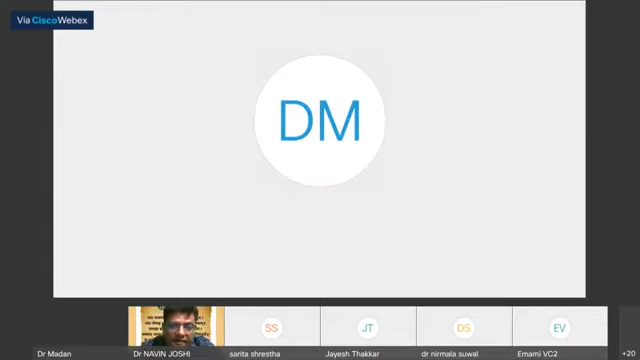 Via CiscoWebex
DM
SS
JT
DS
EV
Dr Madan
Dr NAVIN JOSHI
sarita shrestha
Jayesh Thakkar
dr nirmala suwal
Emami VC2
+20